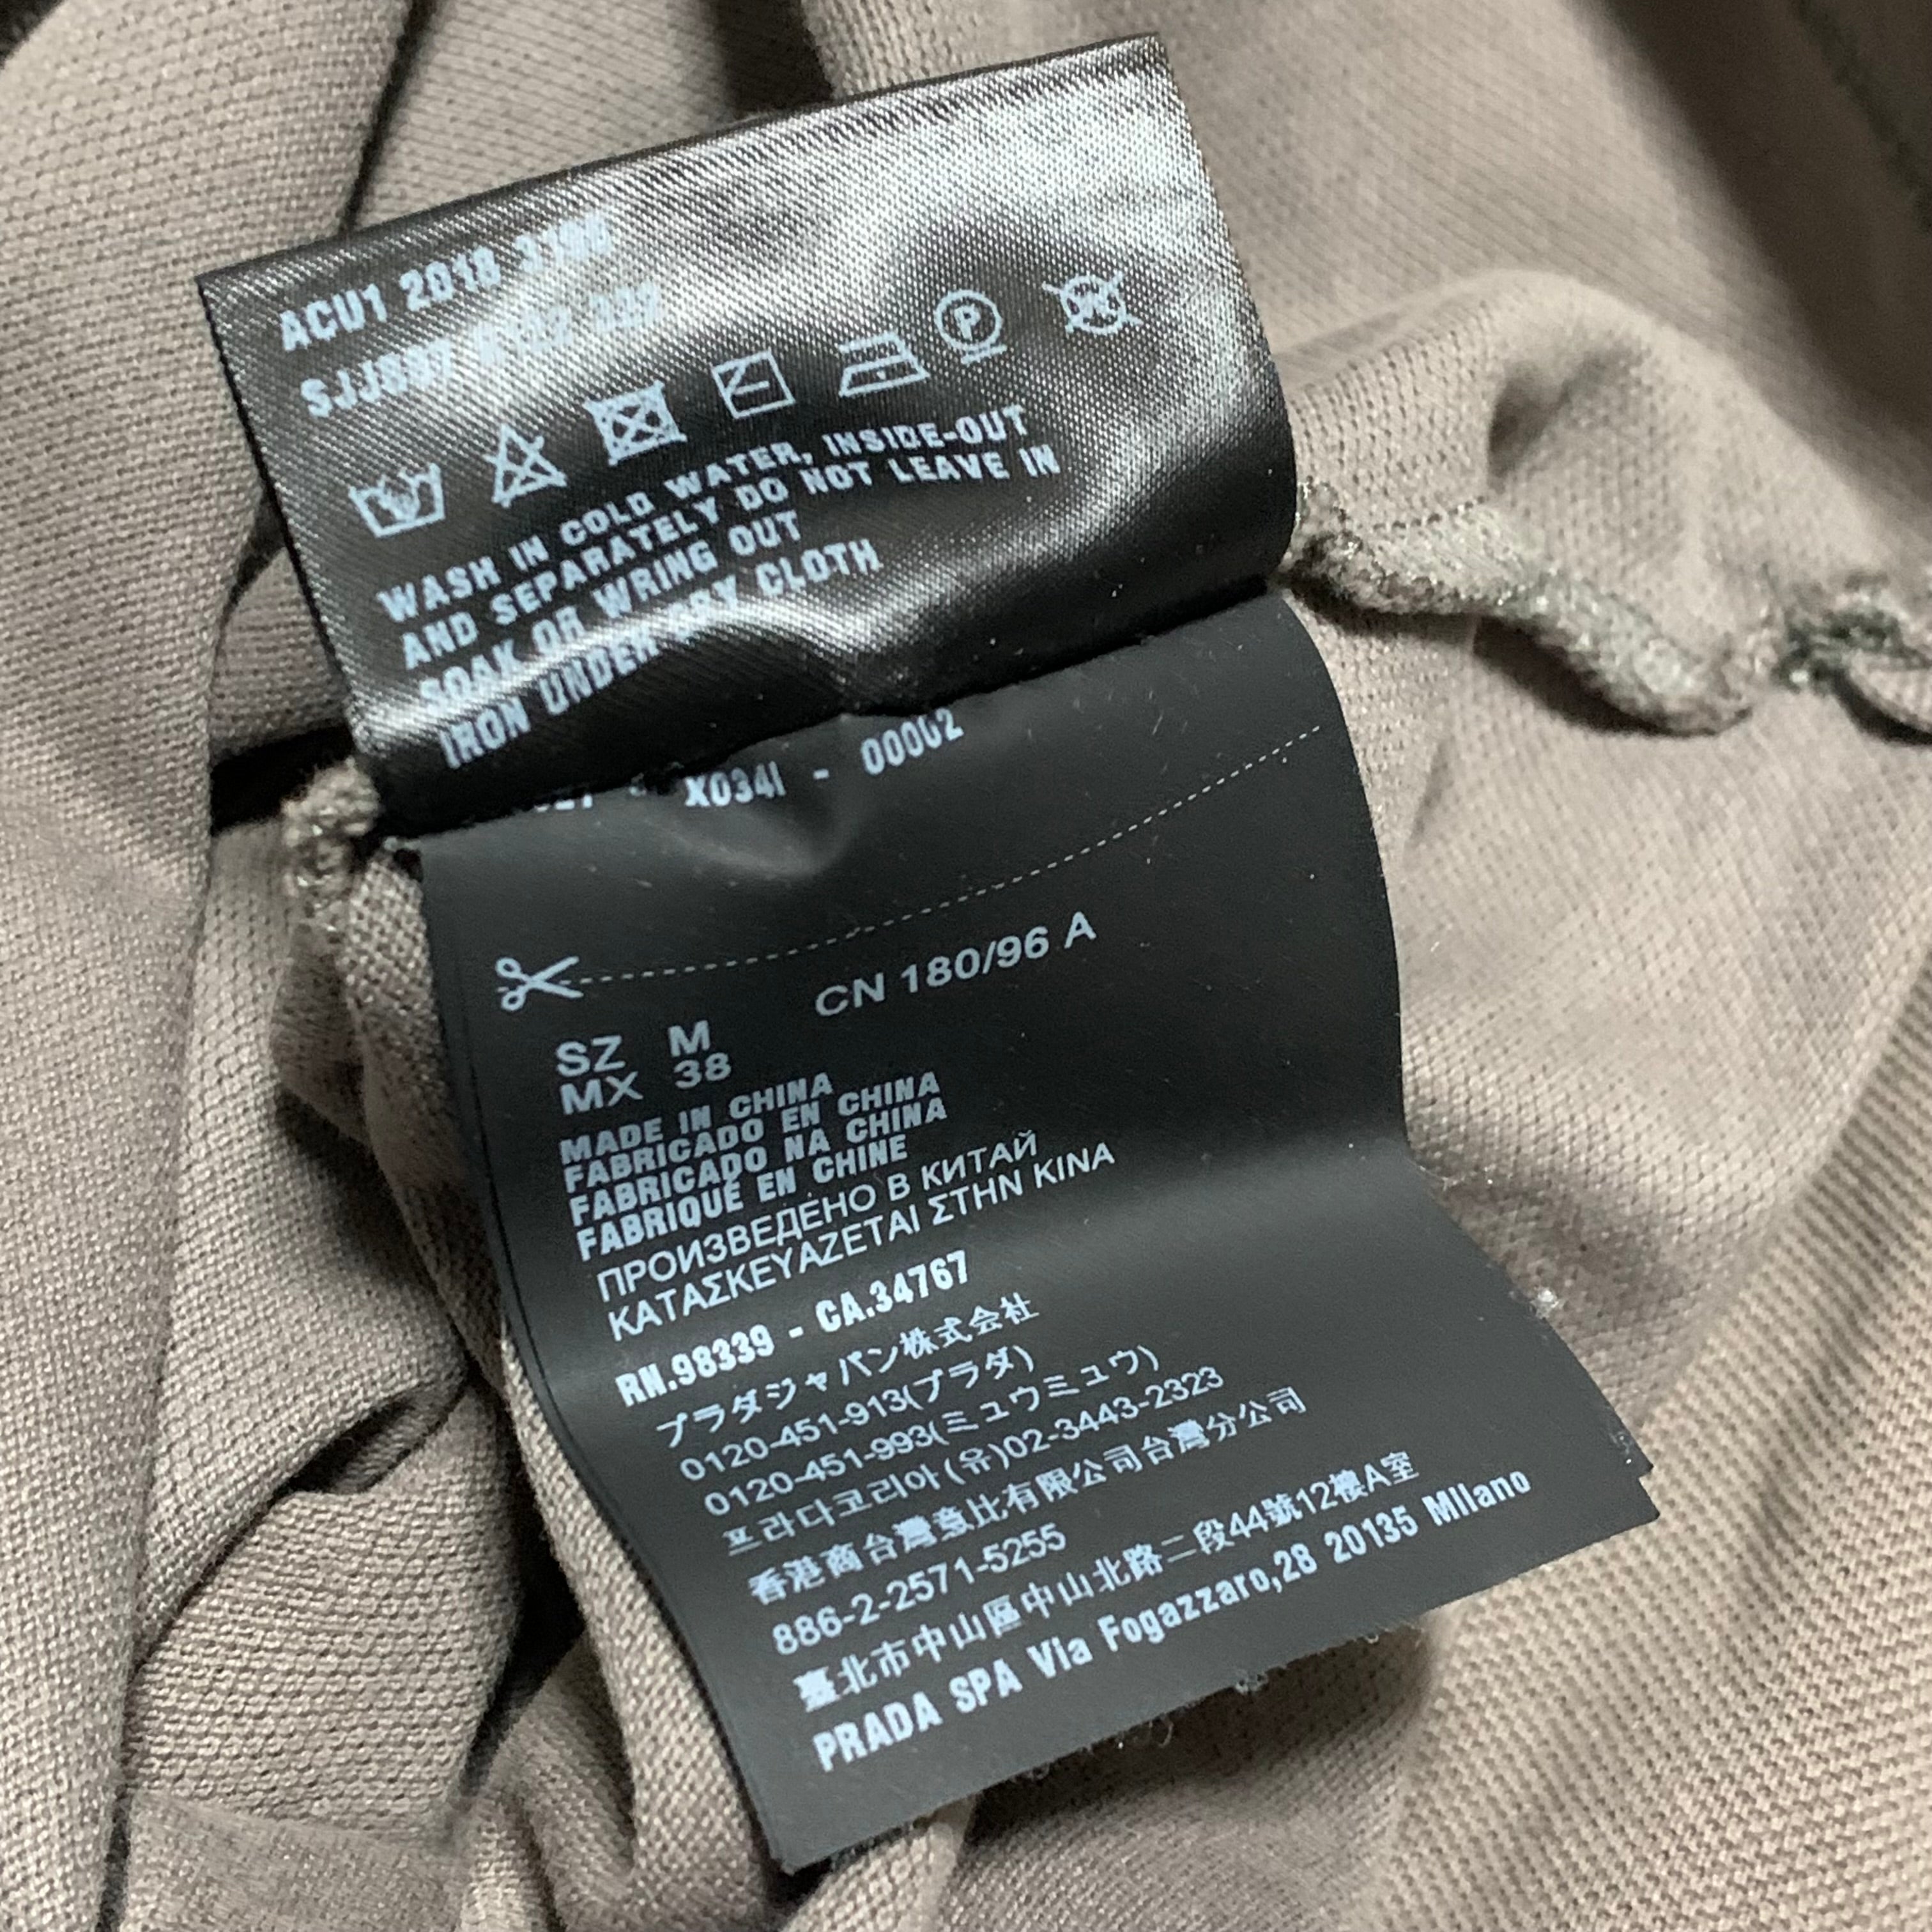 ACU1 2018
WASH IN COLD WATER, INSIDE-OUT
AND SEPARATELY DO NOT LEAVE IN
SOAK OR WRING OUT
IRON UNDER DRY CLOTH
X034I - 00002
CN 180/96 A
SZ M
MX 38
MADE IN CHINA
FABRICADO EN CHINA
FABRICADO NA CHINA
FABRIQUÉ EN CHINE
ПРОИЗВЕДЕНО В КИТАЙ
ΚΑΤΑΣΚΕΥΑΖΕΤΑΙ ΣΤΗΝ ΚΙΝΑ
RN.98339 - CA.34767
プラダジャパン株式会社
0120-451-913(プラダ)
0120-451-993(ミュウミュウ)
프라다코리아(유)02-3443-2323
香港商台灣登比有限公司台灣分公司
886-2-2571-5255
臺北市中山區中山北路二段44號12樓A室
PRADA SPA Via Fogazzaro,28 20135 Milano